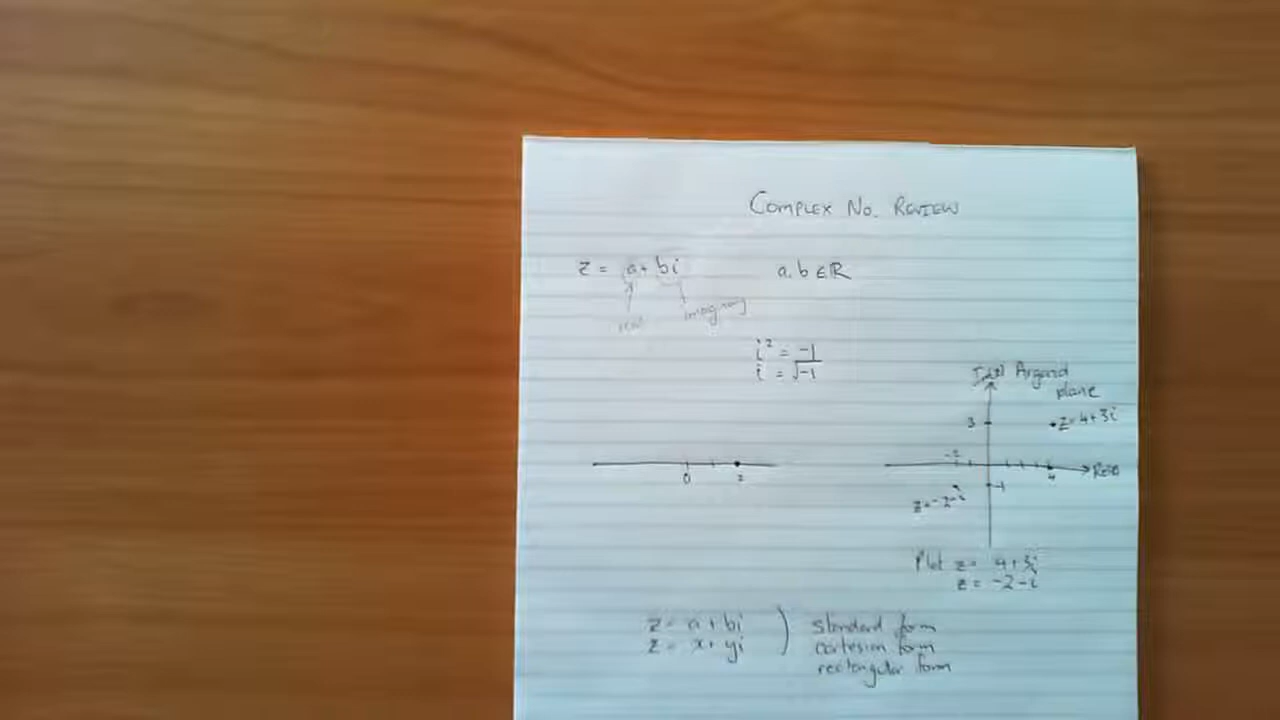 COMPLEX NO. REVIEW
z = a + bi
a, b ∈ ℝ
real
imaginary
i² = -1
i = √-1
0
2
Argand
plane
3
z=4+3i
-2
4
-1
z=-2-i
Plot z = 4+3i
z = -2-i
z = a + bi ) standard form
z = x + yi cartesian form
rectangular form